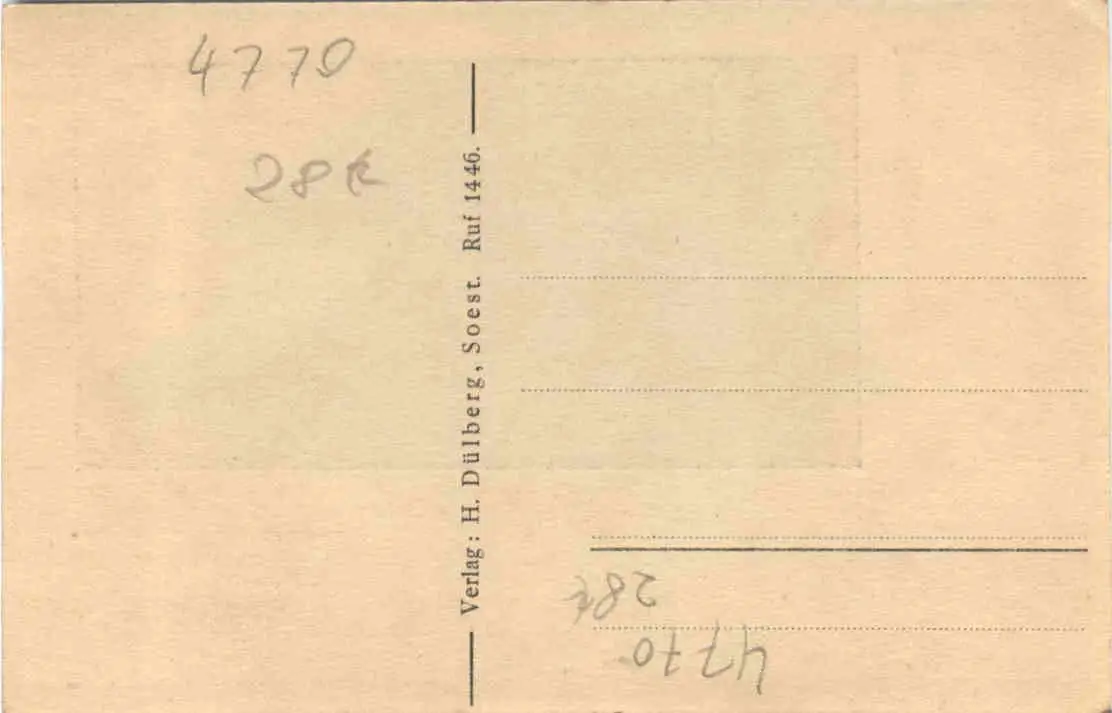 4770
28 €
Verlag: H. Dülberg, Soest. Ruf 1446.
28 €
4770